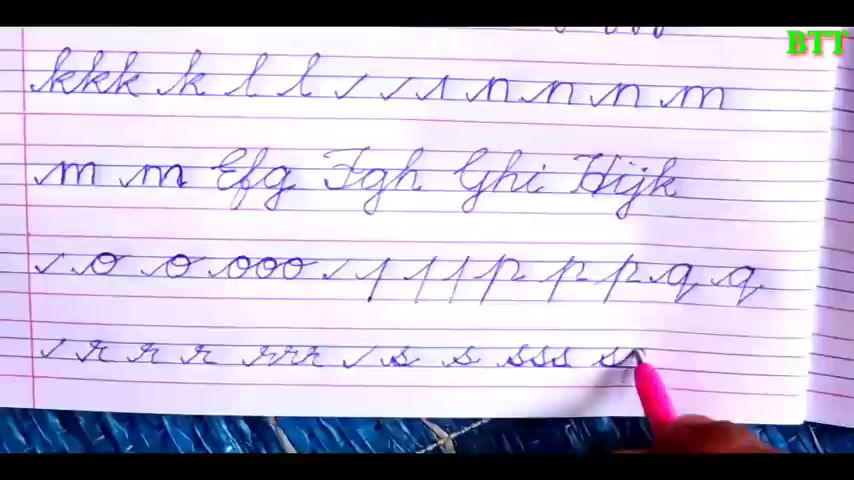 BTT
kkk k l l n n n m
m m Efg Fgh Ghi Hijk
o o ooo p p p q q
r r r rrr s s sss s